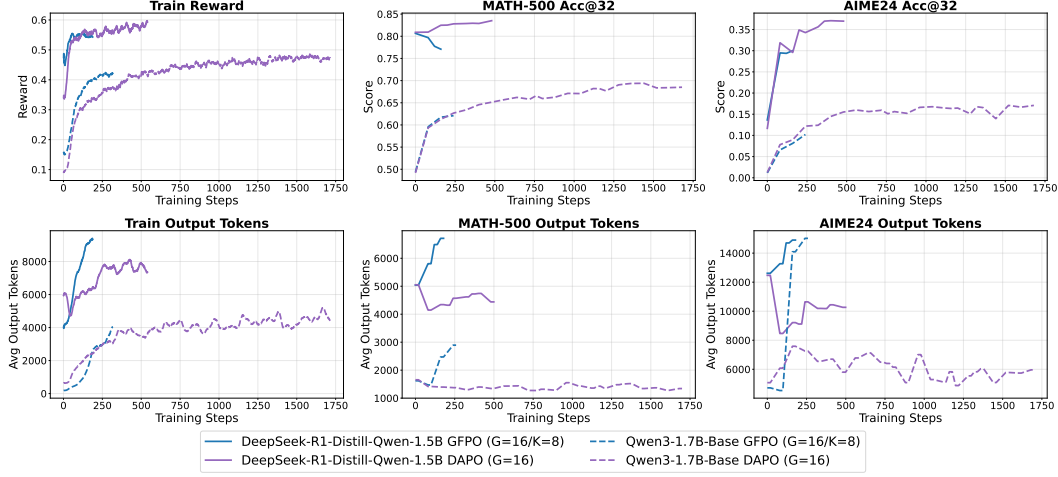 Train Reward
MATH-500 Acc@32
AIME24 Acc@32
Reward
0.6
0.5
0.4
0.3
0.2
0.1
0 250 500 750 1000 1250 1500 1750
Training Steps
Score
0.85
0.80
0.75
0.70
0.65
0.60
0.55
0.50
0 250 500 750 1000 1250 1500 1750
Training Steps
Score
0.35
0.30
0.25
0.20
0.15
0.10
0.05
0.00
0 250 500 750 1000 1250 1500 1750
Training Steps
Train Output Tokens
MATH-500 Output Tokens
AIME24 Output Tokens
Avg Output Tokens
8000
6000
4000
2000
0
0 250 500 750 1000 1250 1500 1750
Training Steps
Avg Output Tokens
6000
5000
4000
3000
2000
1000
0 250 500 750 1000 1250 1500 1750
Training Steps
Avg Output Tokens
14000
12000
10000
8000
6000
0 250 500 750 1000 1250 1500 1750
Training Steps
DeepSeek-R1-Distill-Qwen-1.5B GFPO (G=16/K=8)
DeepSeek-R1-Distill-Qwen-1.5B DAPO (G=16)
Qwen3-1.7B-Base GFPO (G=16/K=8)
Qwen3-1.7B-Base DAPO (G=16)